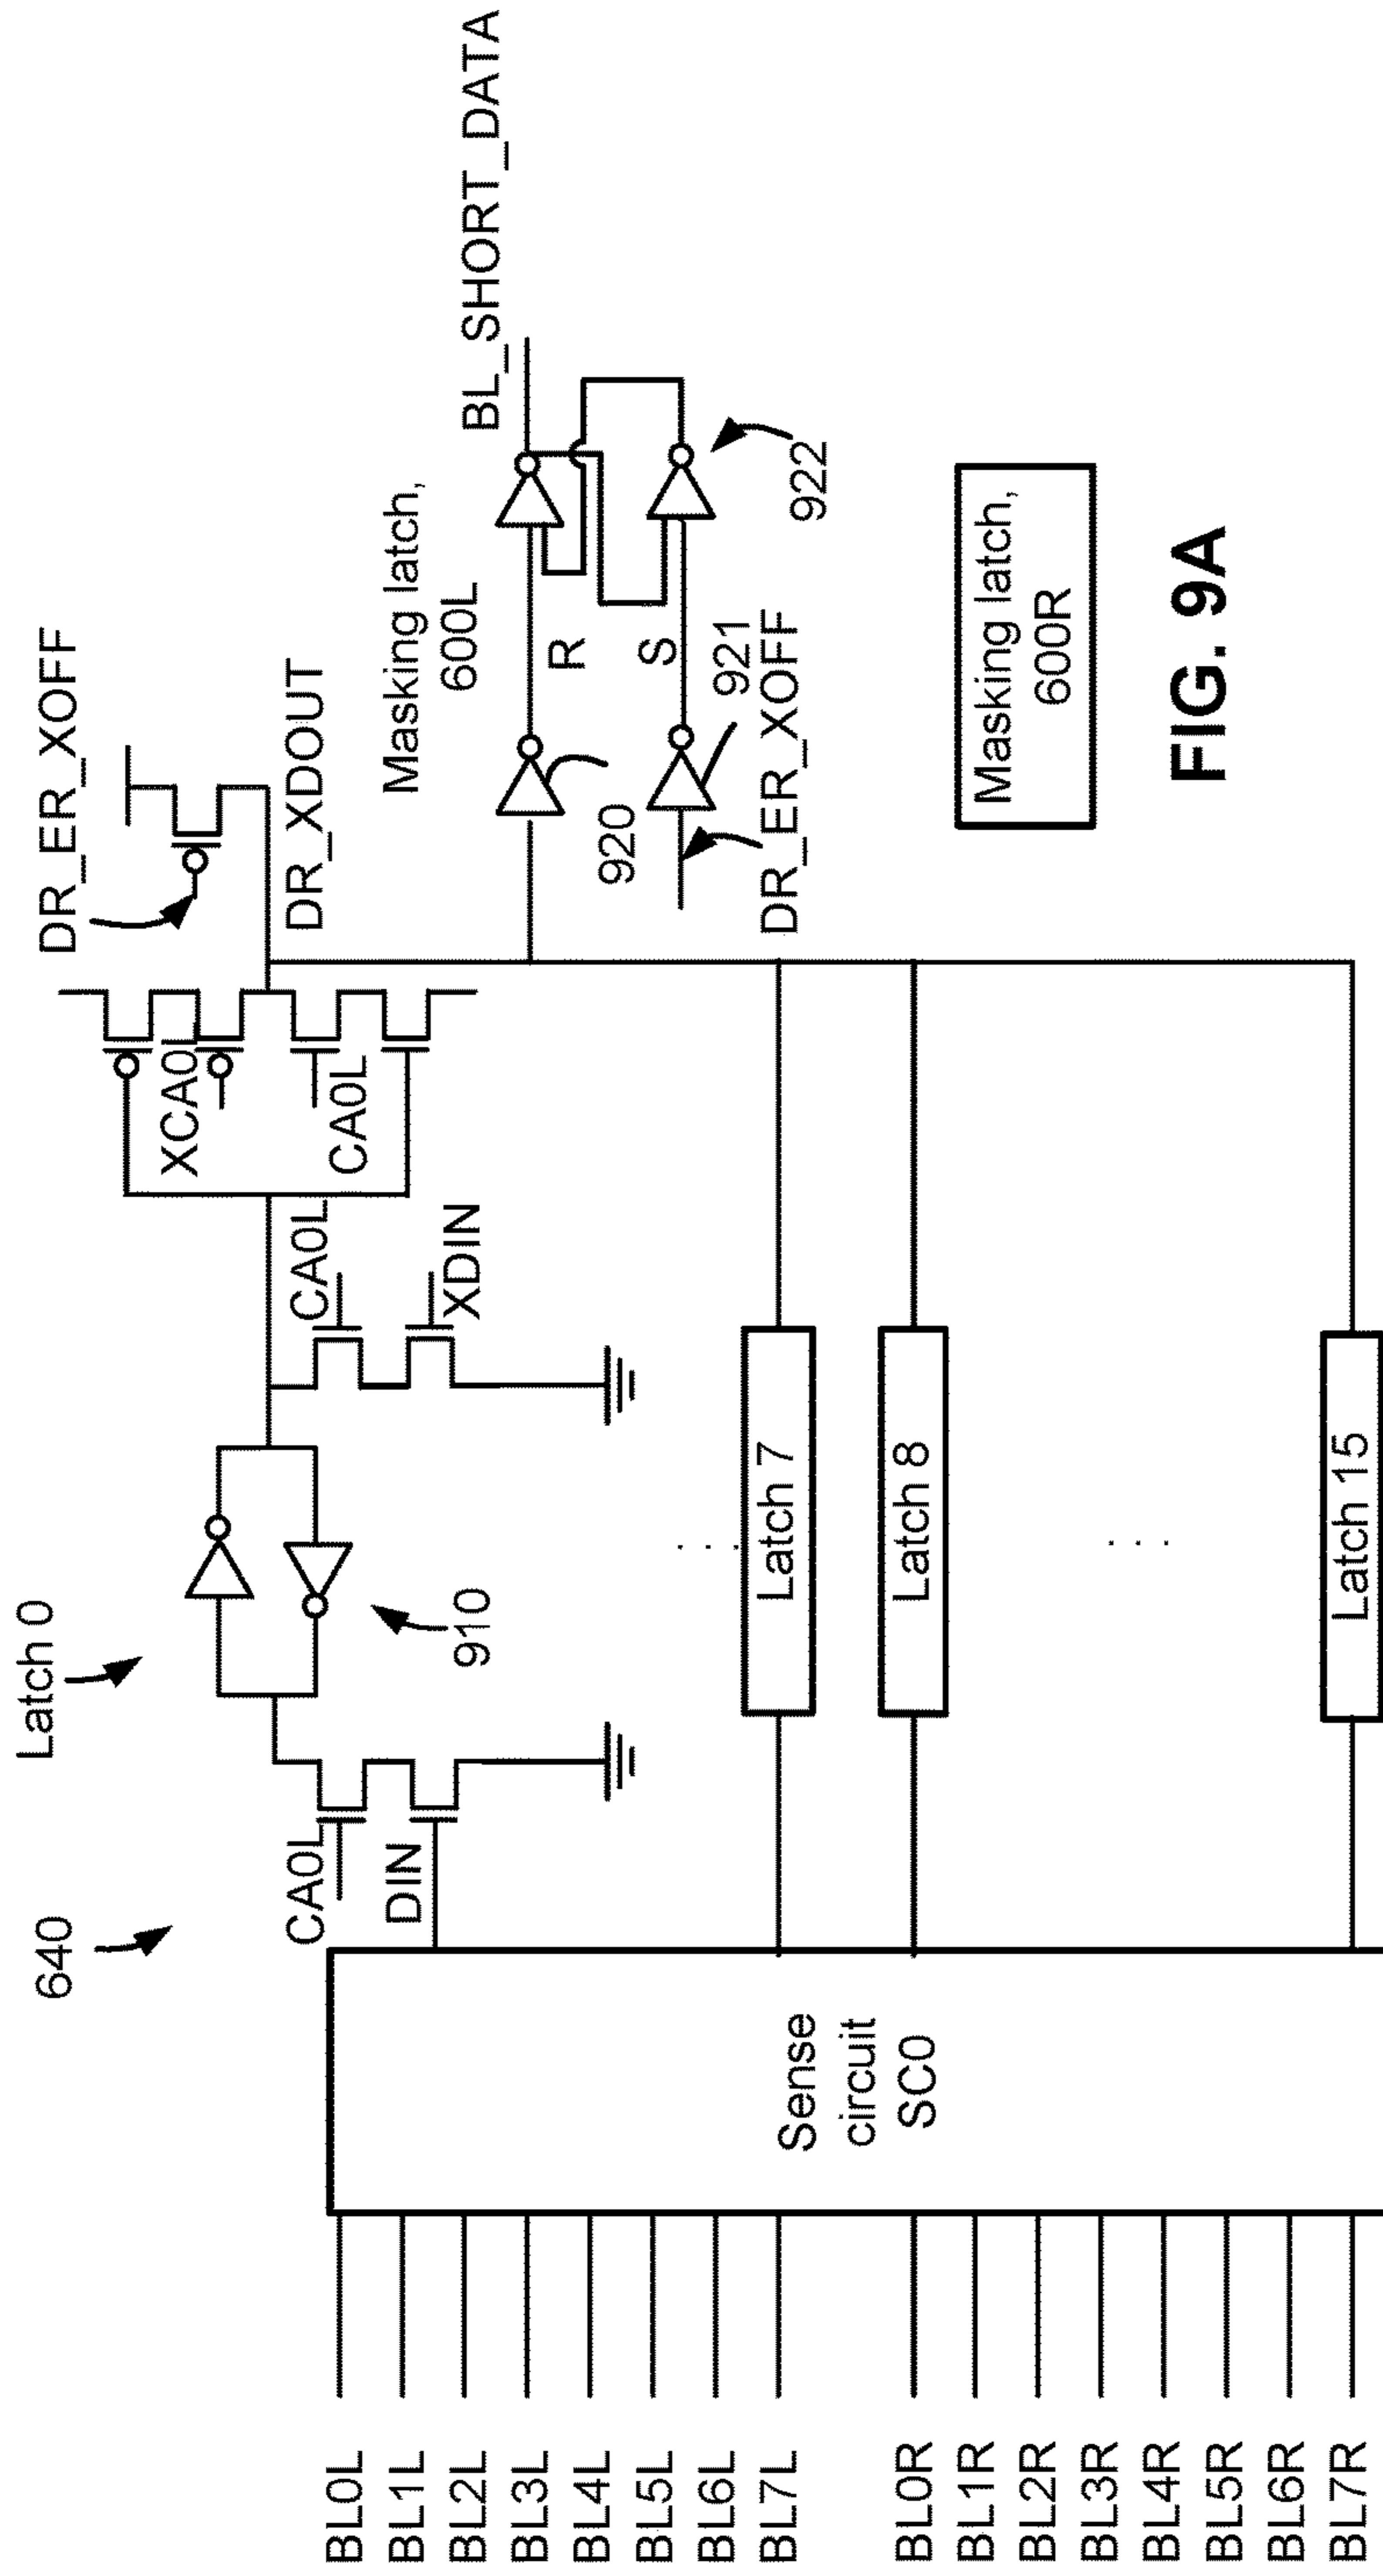 640
Latch 0
DR_ER_XOFF
XCA0L
CA0L
DR_XDOUT
CA0L
DIN
CA0L
XDIN
910
Masking latch,
600L
BL_SHORT_DATA
R
S
920
921
922
DR_ER_XOFF
BL0L
BL1L
BL2L
BL3L
BL4L
BL5L
BL6L
BL7L
BL0R
BL1R
BL2R
BL3R
BL4R
BL5R
BL6R
BL7R
Sense
circuit
SC0
. . .
Latch 7
Latch 8
. . .
Latch 15
Masking latch,
600R
FIG. 9A